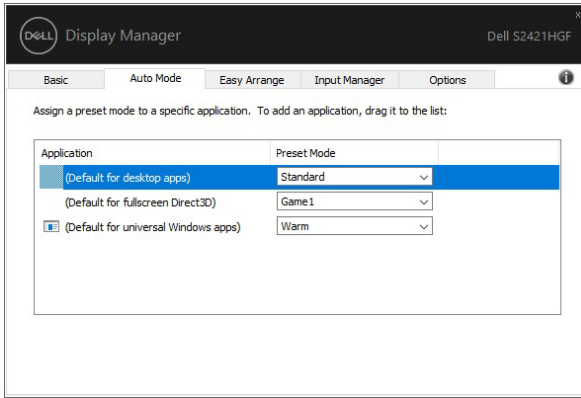 DELL Display Manager
Dell S2421HGF
Basic Auto Mode Easy Arrange Input Manager Options
Assign a preset mode to a specific application. To add an application, drag it to the list:
Application Preset Mode
(Default for desktop apps) Standard
(Default for fullscreen Direct3D) Game1
(Default for universal Windows apps) Warm